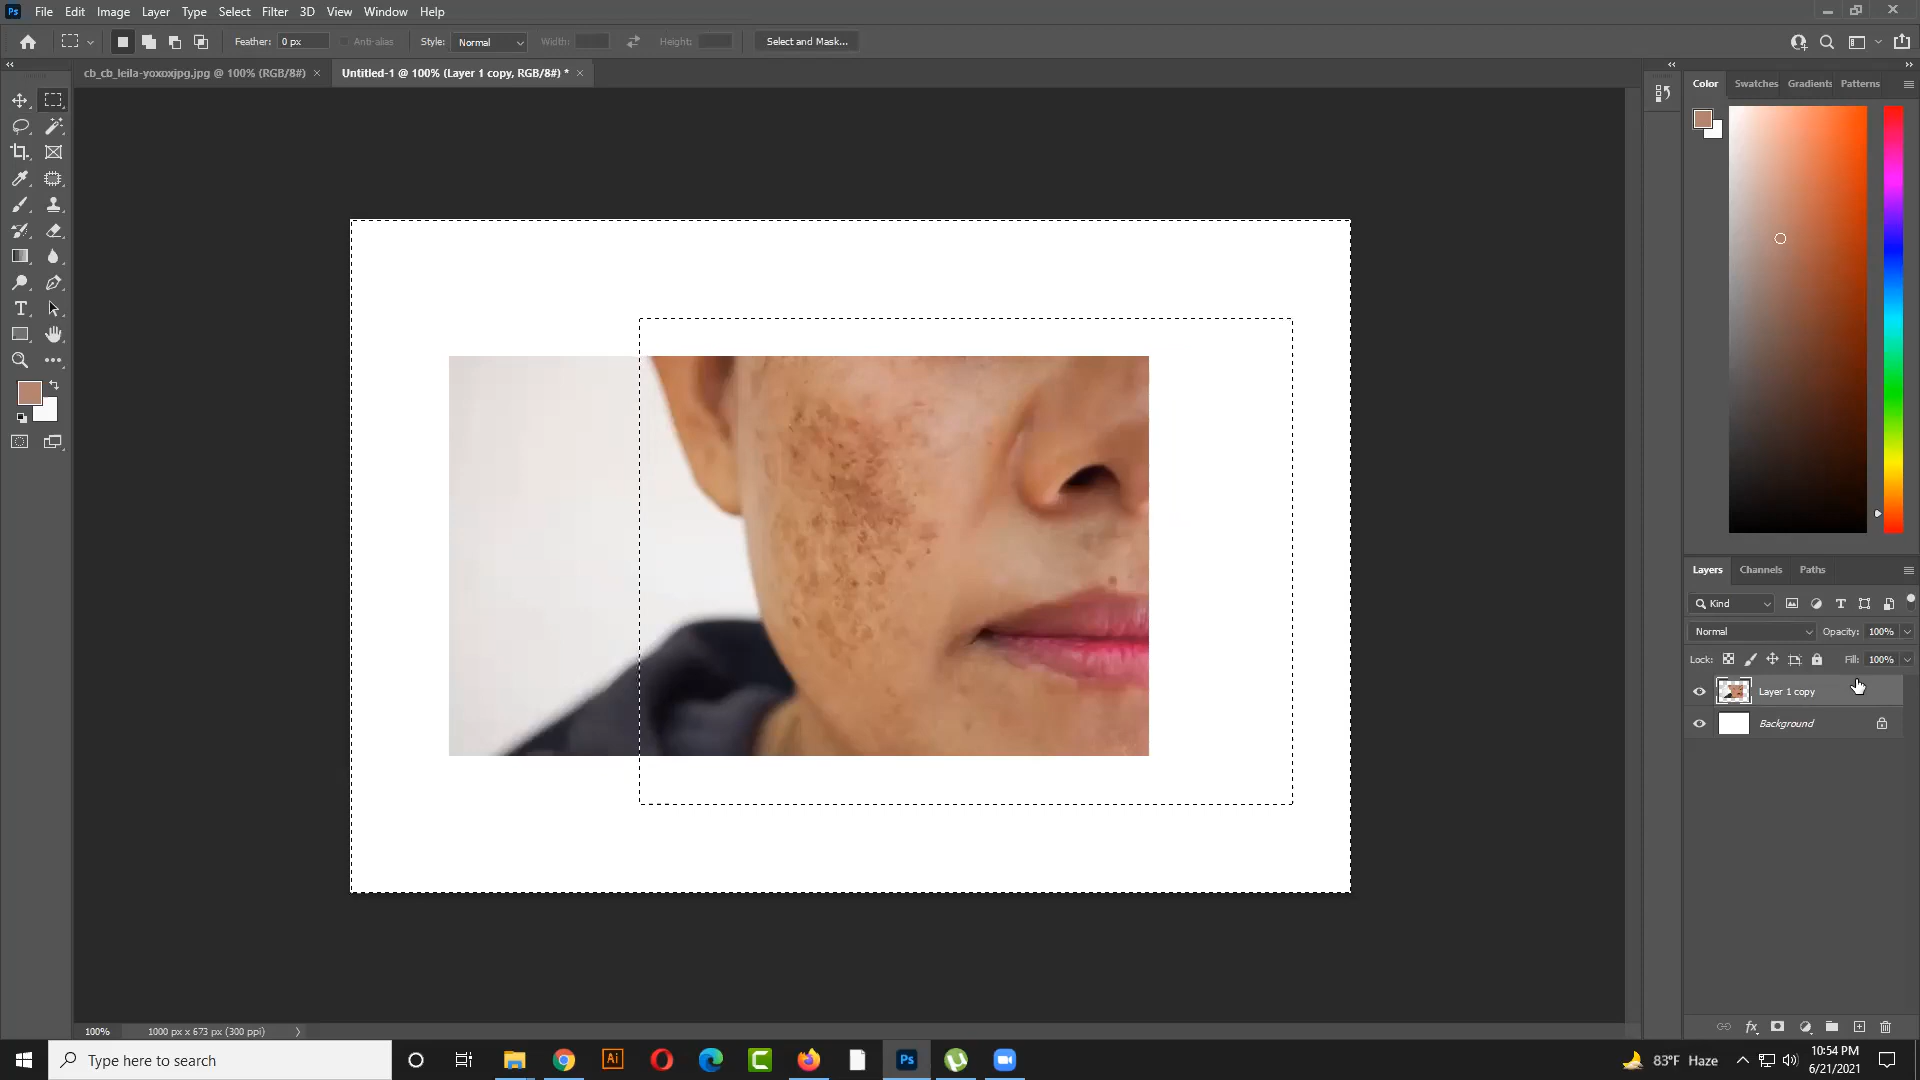 Ps File Edit Image Layer Type Select Filter 3D View Window Help
Feather: 0 px Anti-alias Style: Normal Width: Height: Select and Mask...
cb_cb_leila-yoxoxjpg.jpg @ 100% (RGB/8#) × Untitled-1 @ 100% (Layer 1 copy, RGB/8#) * ×
Color Swatches Gradients Patterns
Layers Channels Paths
Kind
Normal Opacity: 100%
Lock: Fill: 100%
Layer 1 copy
Background
100% 1000 px x 673 px (300 ppi)
Type here to search
Ai
Ps
83°F Haze
10:54 PM
6/21/2021